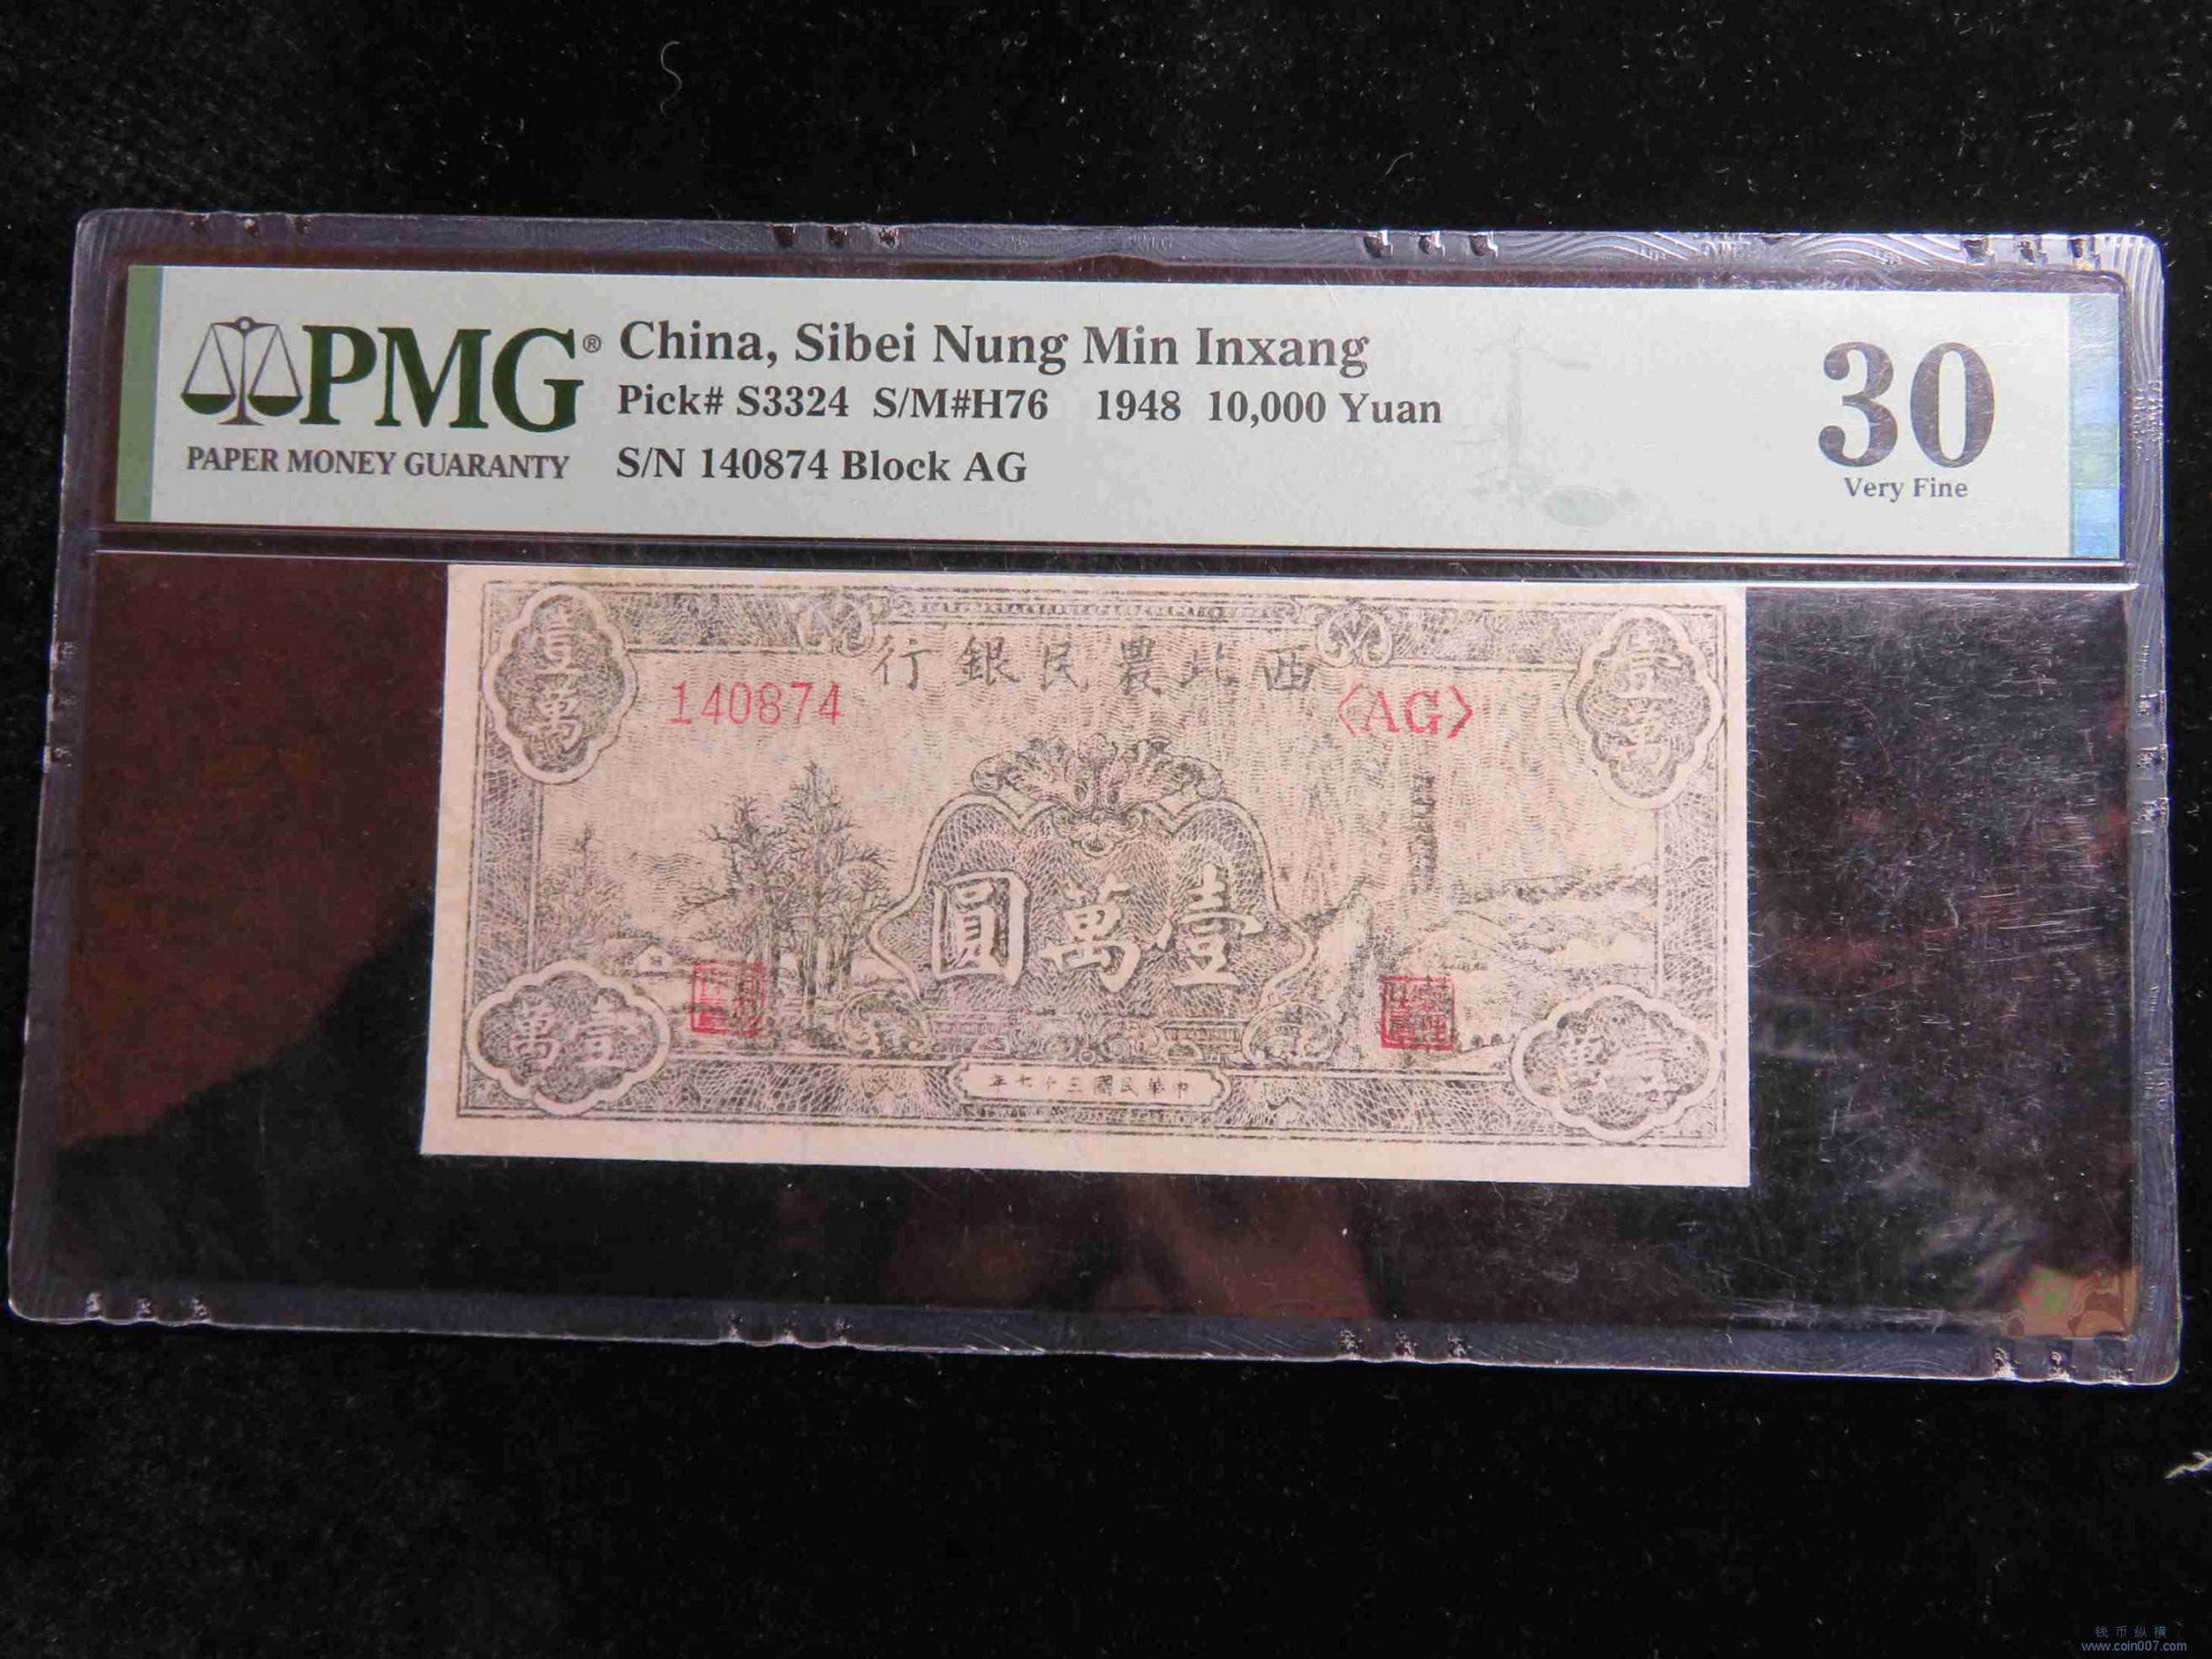 PMG® China, Sibei Nung Min Inxang
Pick# S3324 S/M#H76 1948 10,000 Yuan
PAPER MONEY GUARANTY S/N 140874 Block AG
30
Very Fine
行銀民農北西
壹萬
壹萬
140874
〈AG〉
圓萬壹
萬壹
萬壹
年七十三國民華中
钱币纵横
www.coin007.com